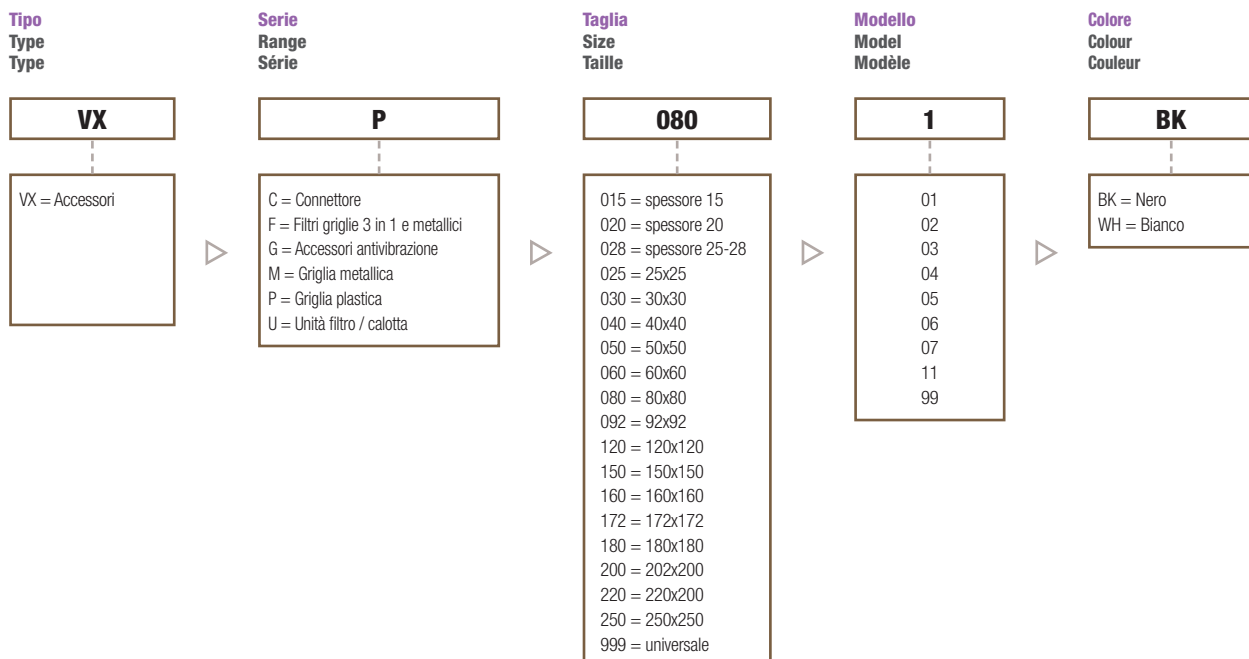 Tipo
Type
Type
VX
VX = Accessori
Serie
Range
Série
P
C = Connettore
F = Filtri griglie 3 in 1 e metallici
G = Accessori antivibrazione
M = Griglia metallica
P = Griglia plastica
U = Unità filtro / calotta
Taglia
Size
Taille
080
015 = spessore 15
020 = spessore 20
028 = spessore 25-28
025 = 25x25
030 = 30x30
040 = 40x40
050 = 50x50
060 = 60x60
080 = 80x80
092 = 92x92
120 = 120x120
150 = 150x150
160 = 160x160
172 = 172x172
180 = 180x180
200 = 202x200
220 = 220x200
250 = 250x250
999 = universale
Modello
Model
Modèle
1
01
02
03
04
05
06
07
11
99
Colore
Colour
Couleur
BK
BK = Nero
WH = Bianco